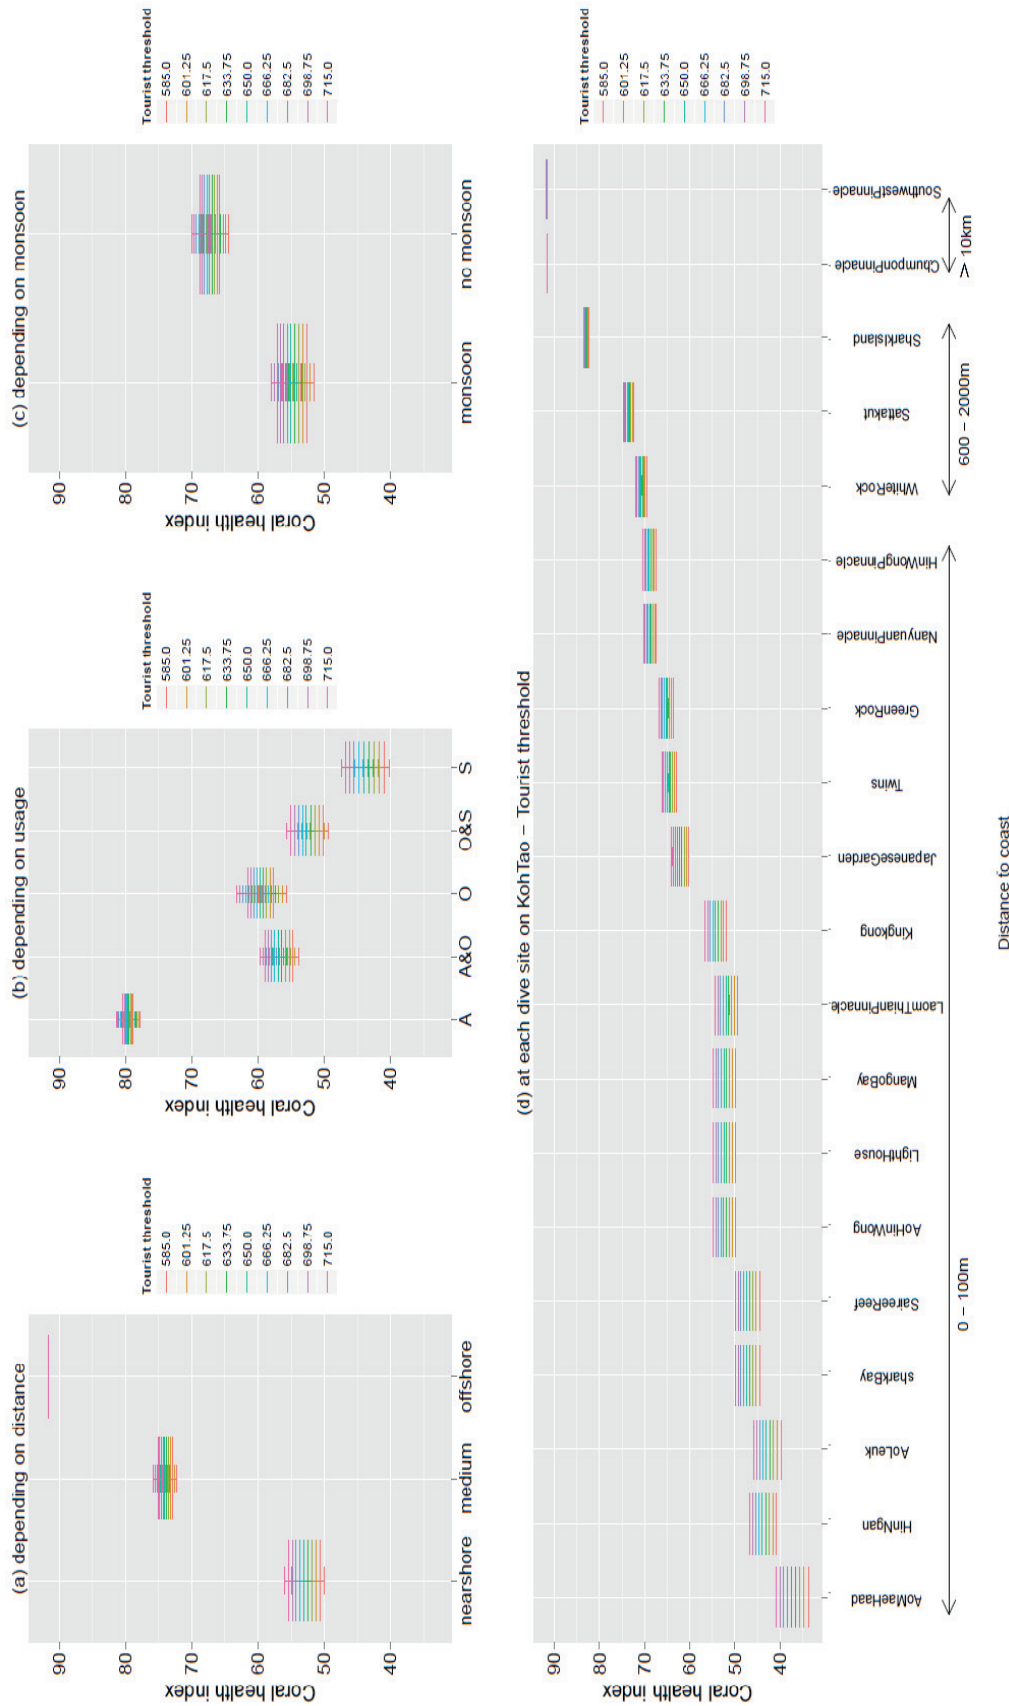 (a) depending on distance
Coral health index
90
80
70
60
50
40
nearshore
medium
offshore
Tourist threshold
585.0
601.25
617.5
633.75
650.0
666.25
682.5
698.75
715.0
(b) depending on usage
Coral health index
90
80
70
60
50
40
A
A&O
O
O&S
S
Tourist threshold
585.0
601.25
617.5
633.75
650.0
666.25
682.5
698.75
715.0
(c) depending on monsoon
Coral health index
90
80
70
60
50
40
monsoon
no monsoon
Tourist threshold
585.0
601.25
617.5
633.75
650.0
666.25
682.5
698.75
715.0
(d) at each dive site on KohTao – Tourist threshold
Coral health index
90
80
70
60
50
40
AoMaeHaad
HinNgan
AoLeuk
sharkBay
SaireeReef
AoHinWong
LightHouse
MangoBay
LaomThianPinnacle
Kingkong
JapaneseGarden
Twins
GreenRock
NanyuanPinnacle
HinWongPinnacle
WhiteRock
Sattakut
SharkIsland
ChumponPinnacle
SouthwestPinnacle
Tourist threshold
585.0
601.25
617.5
633.75
650.0
666.25
682.5
698.75
715.0
0 – 100m
600 – 2000m
> 10km
Distance to coast